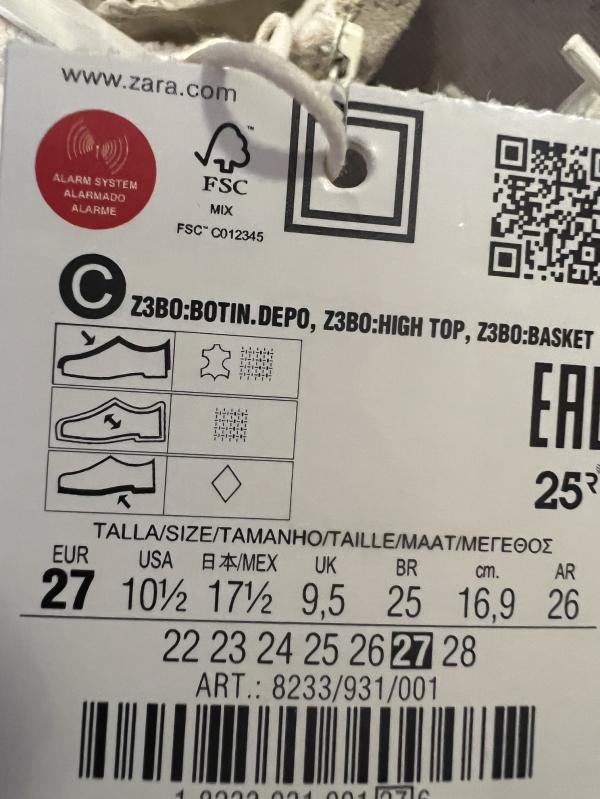 www.zara.com
ALARM SYSTEM
ALARMADO
ALARME
FSC™
MIX
FSC™ C012345
C
Z3BO:BOTIN.DEPO, Z3BO:HIGH TOP, Z3BO:BASKET
EAC
25
TALLA/SIZE/TAMANHO/TAILLE/MAAT/ΜΕΓΕΘΟΣ
EUR USA 日本/MEX UK BR cm. AR
27 10½ 17½ 9,5 25 16,9 26
22 23 24 25 26 27 28
ART.: 8233/931/001